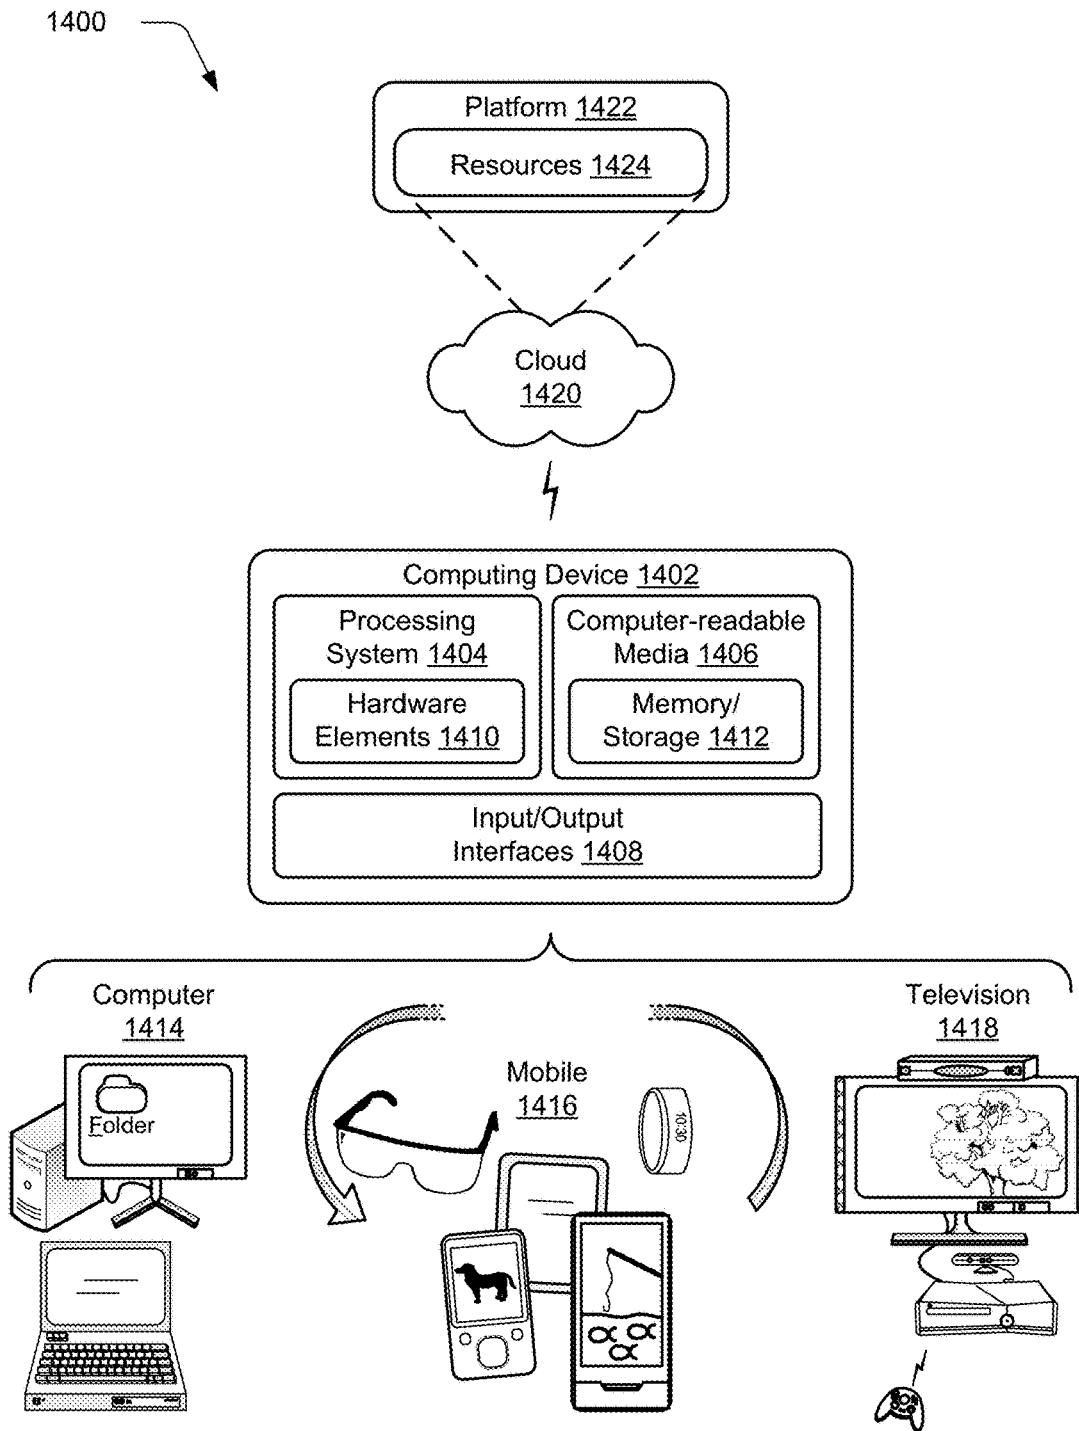 1400
Platform 1422
Resources 1424
Cloud
1420
Computing Device 1402
Processing
System 1404
Hardware
Elements 1410
Computer-readable
Media 1406
Memory/
Storage 1412
Input/Output
Interfaces 1408
Computer
1414
Folder
Mobile
1416
10:30
Television
1418